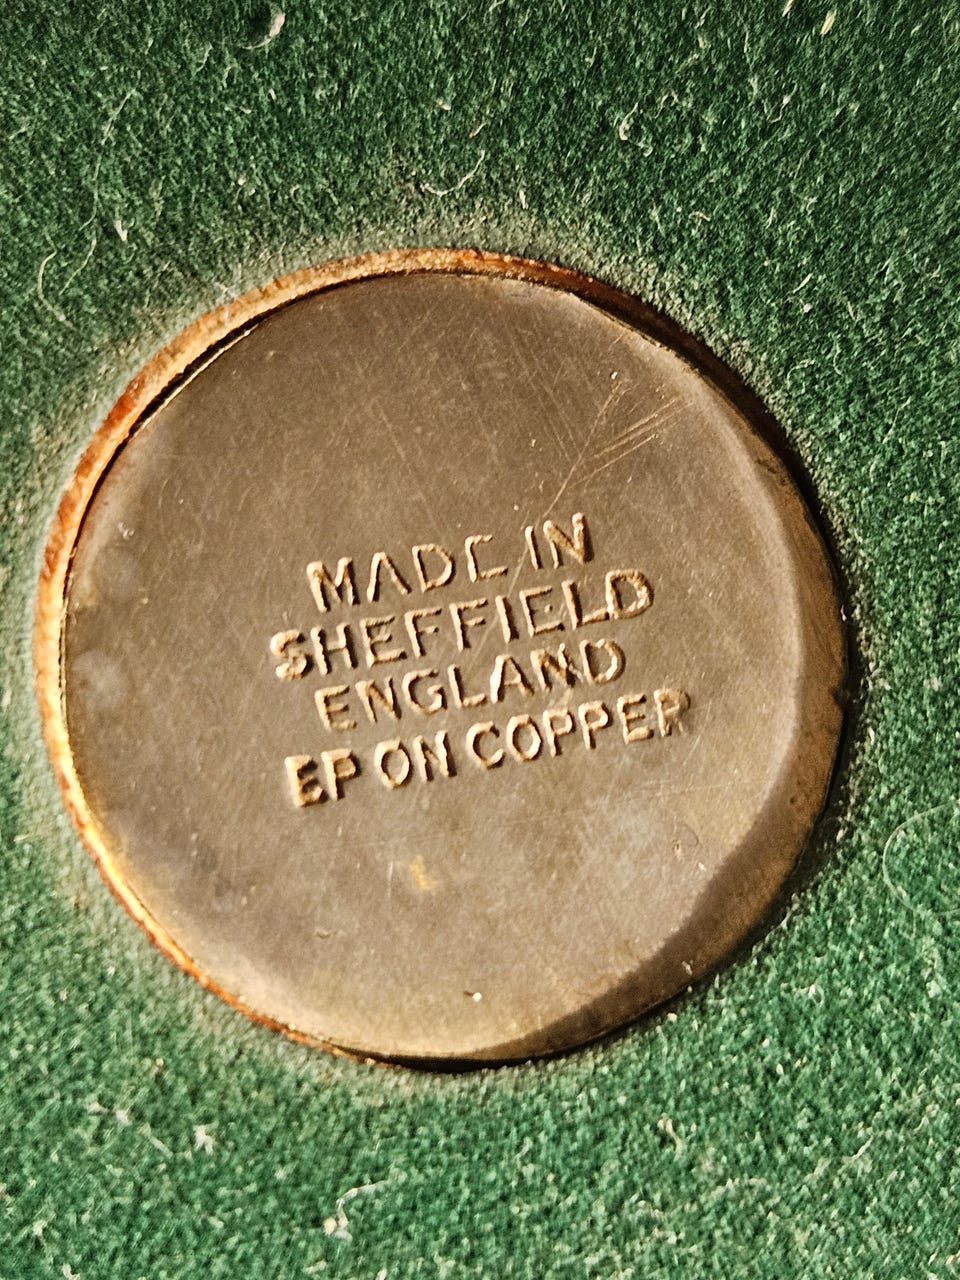 MADE IN
SHEFFIELD
ENGLAND
EP ON COPPER